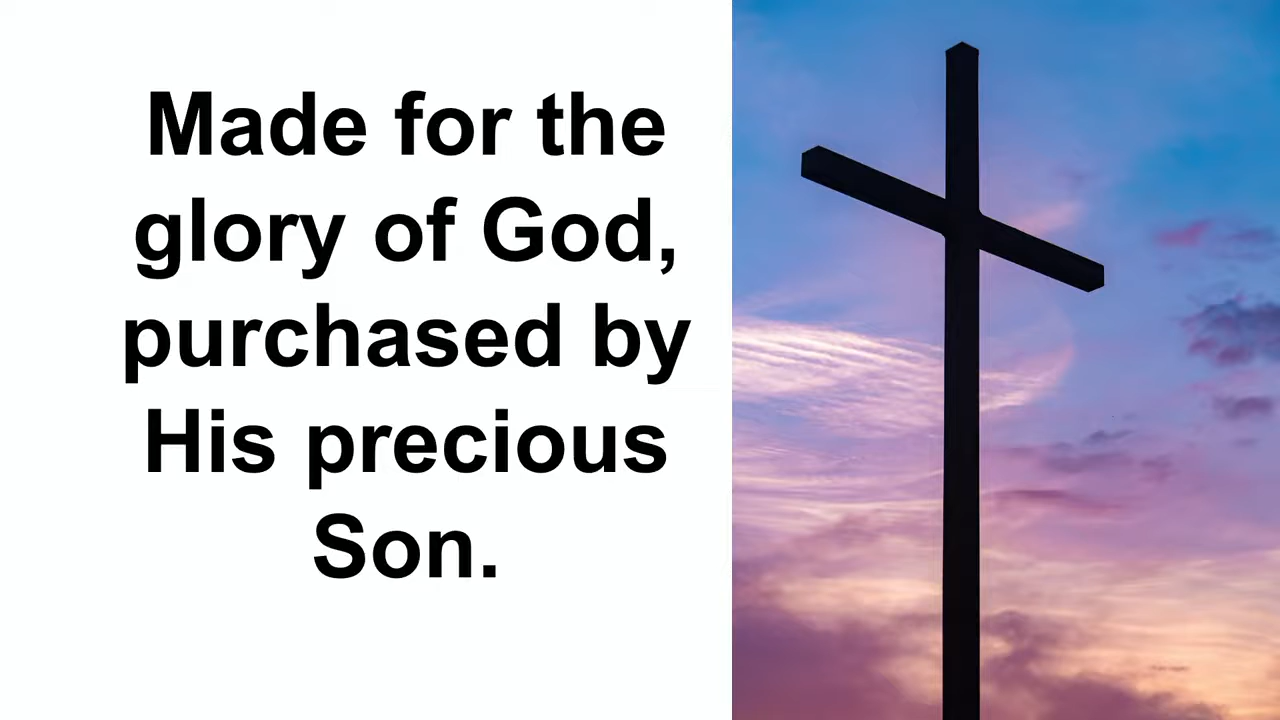 Made for the
glory of God,
purchased by
His precious
Son.